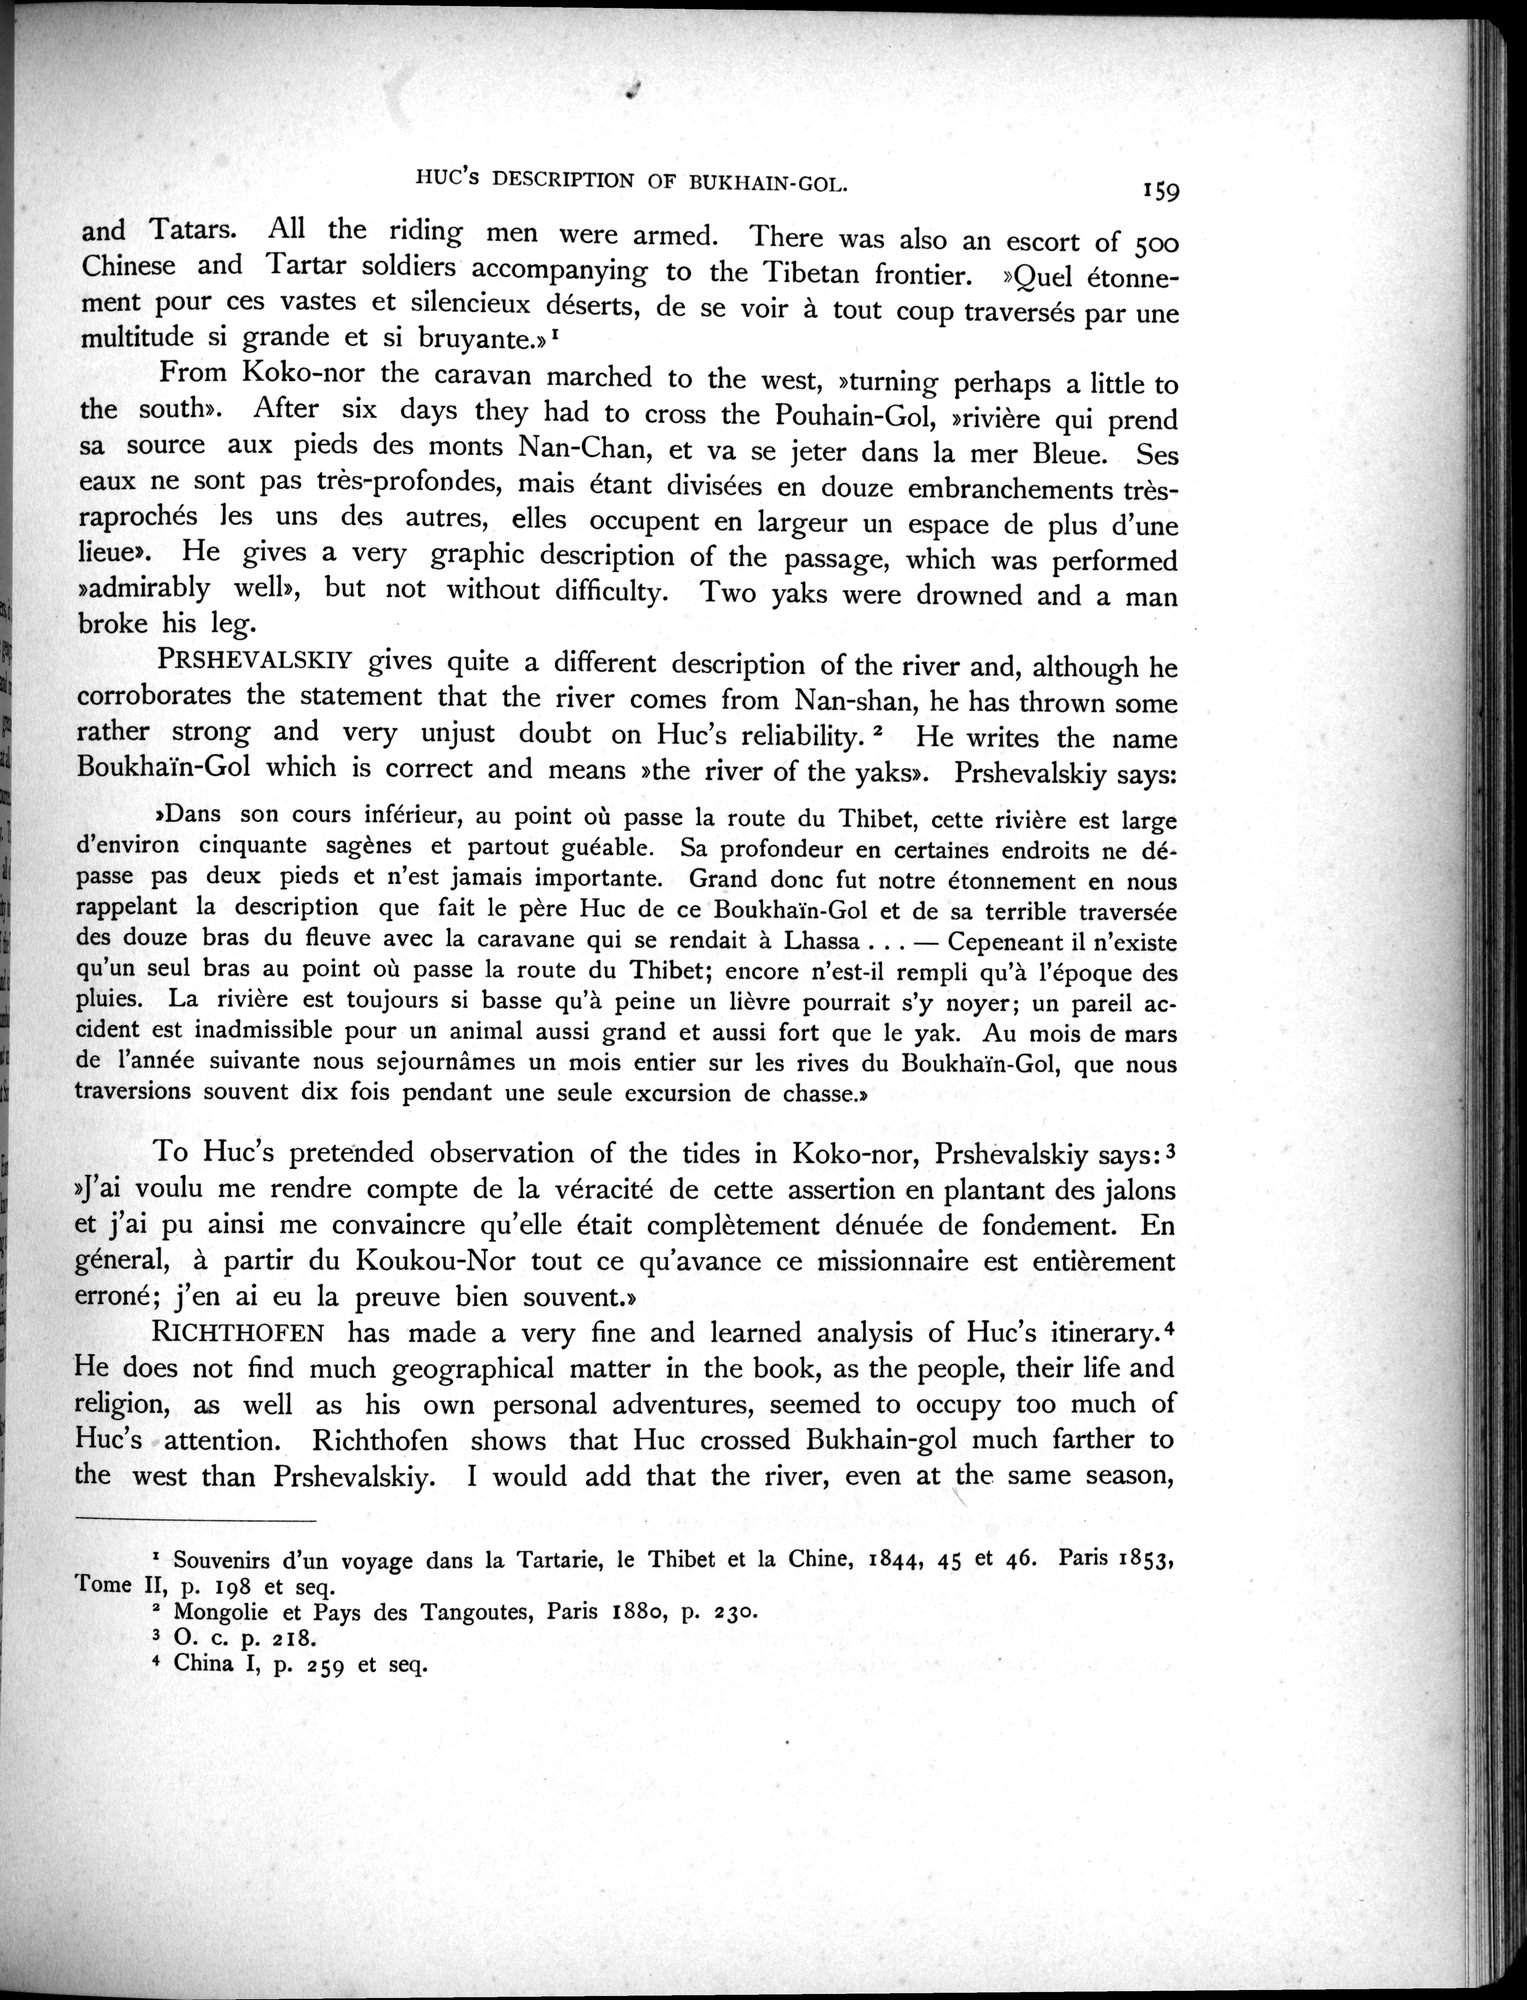 HUC'S DESCRIPTION OF BUKHAIN-GOL. 159
and Tatars. All the riding men were armed. There was also an escort of 500
Chinese and Tartar soldiers accompanying to the Tibetan frontier. »Quel étonne-
ment pour ces vastes et silencieux déserts, de se voir à tout coup traversés par une
multitude si grande et si bruyante.» 1
From Koko-nor the caravan marched to the west, »turning perhaps a little to
the south». After six days they had to cross the Pouhain-Gol, »rivière qui prend
sa source aux pieds des monts Nan-Chan, et va se jeter dans la mer Bleue. Ses
eaux ne sont pas très-profondes, mais étant divisées en douze embranchements très-
raprochés les uns des autres, elles occupent en largeur un espace de plus d'une
lieue». He gives a very graphic description of the passage, which was performed
»admirably well», but not without difficulty. Two yaks were drowned and a man
broke his leg.
PRSHEVALSKIY gives quite a different description of the river and, although he
corroborates the statement that the river comes from Nan-shan, he has thrown some
rather strong and very unjust doubt on Huc's reliability. 2 He writes the name
Boukhaïn-Gol which is correct and means »the river of the yaks». Prshevalskiy says:
»Dans son cours inférieur, au point où passe la route du Thibet, cette rivière est large
d'environ cinquante sagènes et partout guéable. Sa profondeur en certaines endroits ne dé-
passe pas deux pieds et n'est jamais importante. Grand donc fut notre étonnement en nous
rappelant la description que fait le père Huc de ce Boukhaïn-Gol et de sa terrible traversée
des douze bras du fleuve avec la caravane qui se rendait à Lhassa . . . — Cepeneant il n'existe
qu'un seul bras au point où passe la route du Thibet; encore n'est-il rempli qu'à l'époque des
pluies. La rivière est toujours si basse qu'à peine un lièvre pourrait s'y noyer; un pareil ac-
cident est inadmissible pour un animal aussi grand et aussi fort que le yak. Au mois de mars
de l'année suivante nous sejournâmes un mois entier sur les rives du Boukhaïn-Gol, que nous
traversions souvent dix fois pendant une seule excursion de chasse.»
To Huc's pretended observation of the tides in Koko-nor, Prshevalskiy says: 3
»J'ai voulu me rendre compte de la véracité de cette assertion en plantant des jalons
et j'ai pu ainsi me convaincre qu'elle était complètement dénuée de fondement. En
géneral, à partir du Koukou-Nor tout ce qu'avance ce missionnaire est entièrement
erroné; j'en ai eu la preuve bien souvent.»
RICHTHOFEN has made a very fine and learned analysis of Huc's itinerary. 4
He does not find much geographical matter in the book, as the people, their life and
religion, as well as his own personal adventures, seemed to occupy too much of
Huc's attention. Richthofen shows that Huc crossed Bukhain-gol much farther to
the west than Prshevalskiy. I would add that the river, even at the same season,
1 Souvenirs d'un voyage dans la Tartarie, le Thibet et la Chine, 1844, 45 et 46. Paris 1853,
Tome II, p. 198 et seq.
2 Mongolie et Pays des Tangoutes, Paris 1880, p. 230.
3 O. c. p. 218.
4 China I, p. 259 et seq.